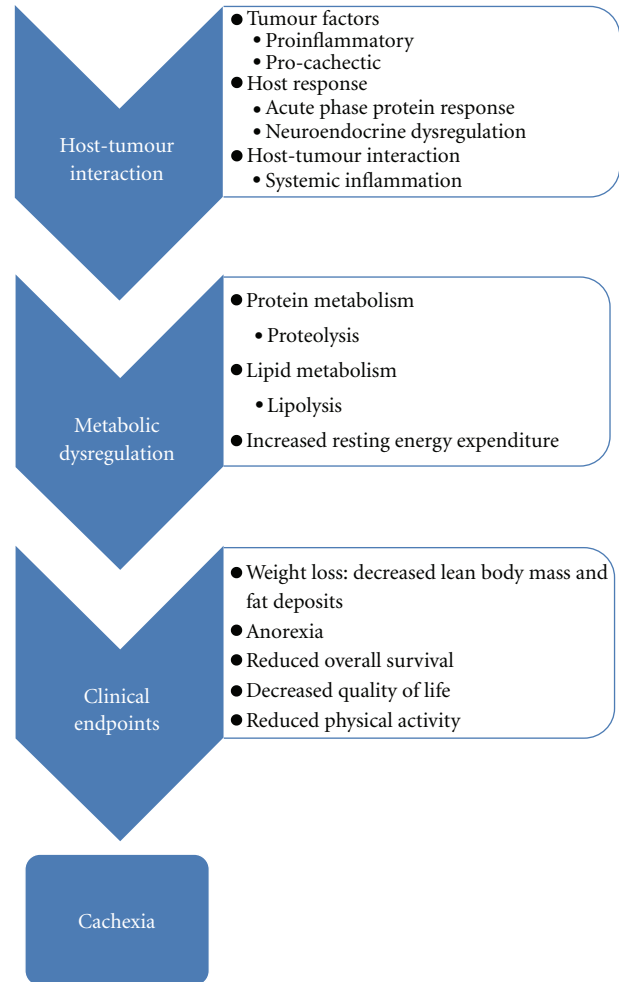 Host-tumour
interaction
● Tumour factors
• Proinflammatory
• Pro-cachectic
● Host response
• Acute phase protein response
• Neuroendocrine dysregulation
● Host-tumour interaction
• Systemic inflammation
Metabolic
dysregulation
● Protein metabolism
• Proteolysis
● Lipid metabolism
• Lipolysis
● Increased resting energy expenditure
Clinical
endpoints
● Weight loss: decreased lean body mass and
fat deposits
● Anorexia
● Reduced overall survival
● Decreased quality of life
● Reduced physical activity
Cachexia